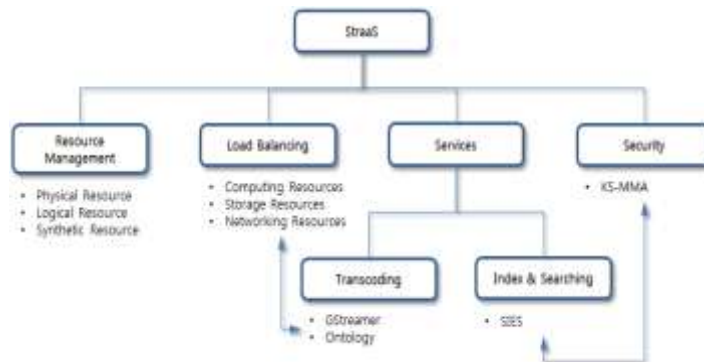 StraaS
Resource
Management
Load Balancing
Services
Security
• Physical Resource
• Logical Resource
• Synthetic Resource
• Computing Resources
• Storage Resources
• Networking Resources
• KS-MMA
Transcoding
Index & Searching
• GStreamer
• Ontology
• SIES